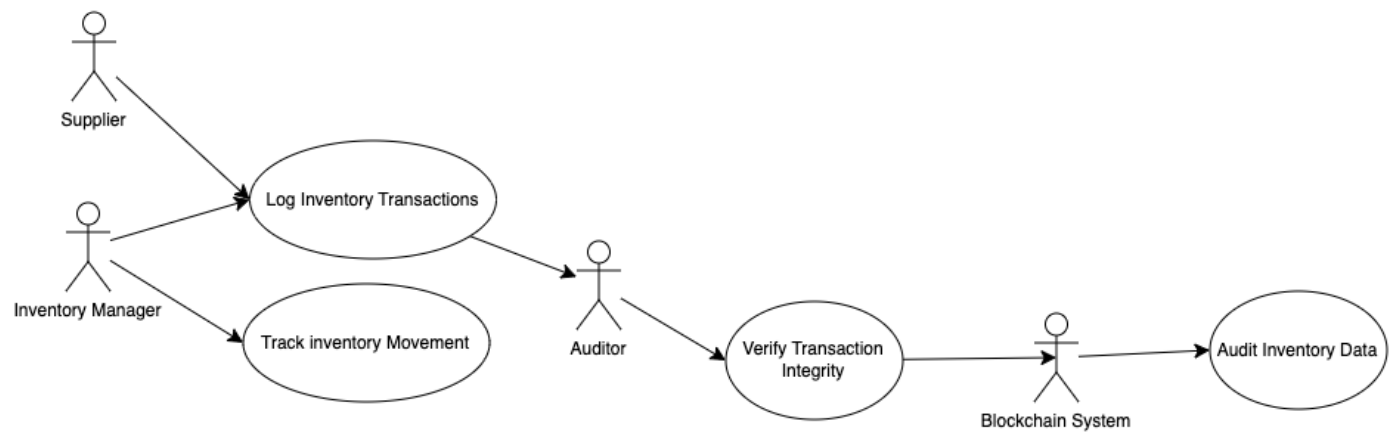 Supplier
Log Inventory Transactions
Inventory Manager
Track inventory Movement
Auditor
Verify Transaction
Integrity
Blockchain System
Audit Inventory Data